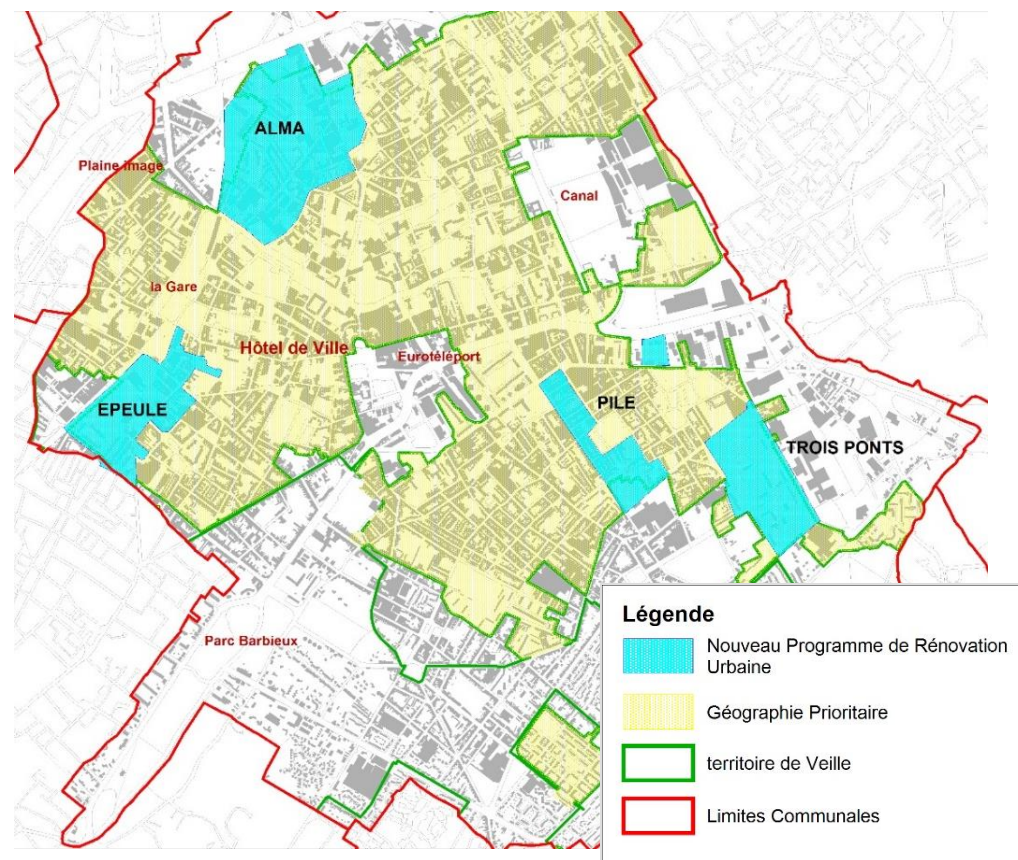 ALMA
Plaine Image
Canal
la Gare
Hôtel de Ville
Eurotéléport
EPEULE
PILE
TROIS PONTS
Parc Barbieux
Légende
Nouveau Programme de Rénovation
Urbaine
Géographie Prioritaire
territoire de Veille
Limites Communales